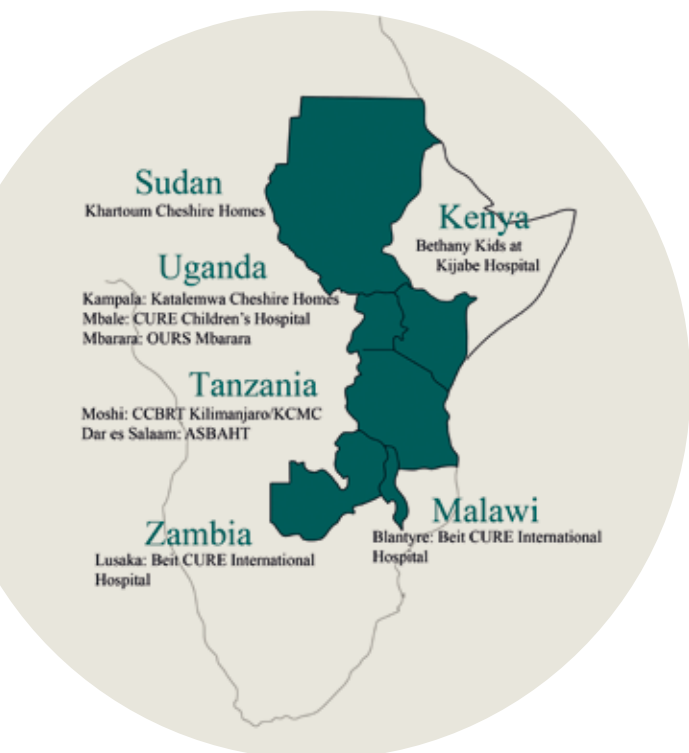 Sudan
Khartoum Cheshire Homes
Kenya
Bethany Kids at
Kijabe Hospital
Uganda
Kampala: Katalemwa Cheshire Homes
Mbale: CURE Children's Hospital
Mbarara: OURS Mbarara
Tanzania
Moshi: CCBRT Kilimanjaro/KCMC
Dar es Salaam: ASBAHT
Malawi
Blantyre: Beit CURE International
Hospital
Zambia
Lusaka: Beit CURE International
Hospital